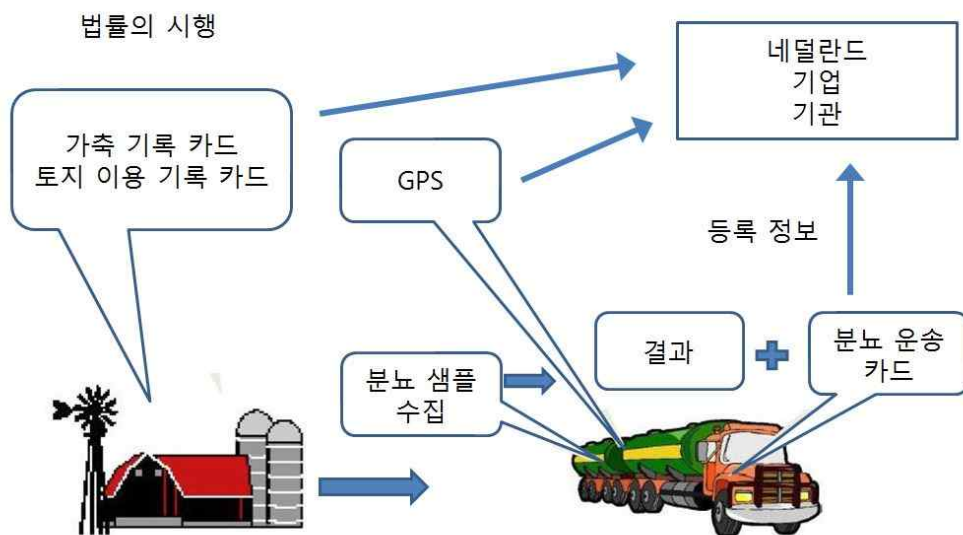 법률의 시행
네덜란드
기업
기관
가축 기록 카드
토지 이용 기록 카드
GPS
등록 정보
결과
분뇨 운송
카드
분뇨 샘플
수집